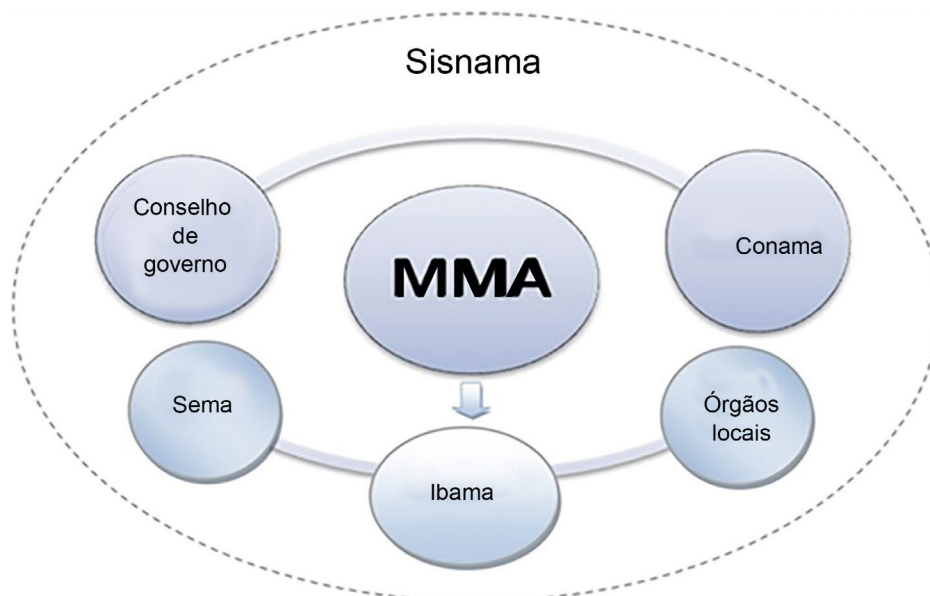 Sisnama
Conselho
de
governo
MMA
Conama
Sema
Órgãos
locais
Ibama